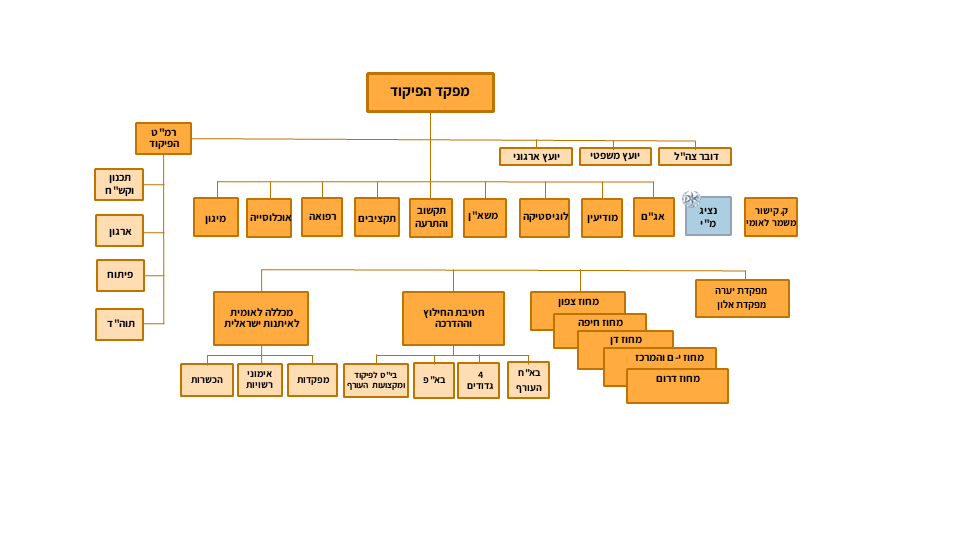 מפקד הפיקוד
רמ"ט
הפיקוד
דובר צה"ל
יועץ משפטי
יועץ ארגוני
תכנון
וקש"ח
ארגון
פיתוח
תוה"ד
ק. קישור
משמר לאומי
נציג
מ"י
אג"ם
מודיעין
לוגיסטיקה
משא"ן
תקשוב
והתרעה
תקציבים
רפואה
אוכלוסייה
מיגון
מפקדת יערה
מפקדת אלון
מחוז צפון
מחוז חיפה
מחוז דן
מחוז י-ם והמרכז
מחוז דרום
חטיבת החילוץ
וההדרכה
בא"ח
העורף
4
גדודים
בא"פ
בי"ס לפיקוד
ומקצועות העורף
מכללה לאומית
לאיתנות ישראלית
מפקדות
אימוני
רשויות
הכשרות